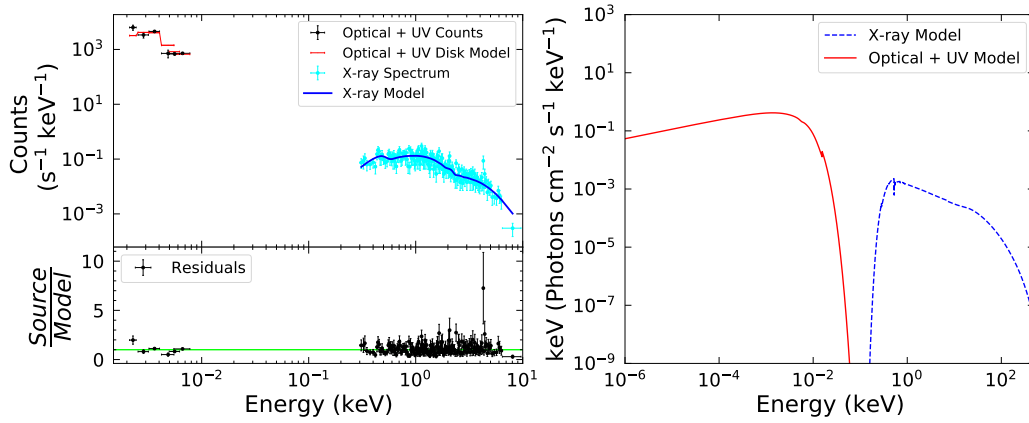 Counts
(s⁻¹ keV⁻¹)
10³
10¹
10⁻¹
10⁻³
Optical + UV Counts
Optical + UV Disk Model
X-ray Spectrum
X-ray Model
Source
Model
10
5
0
Residuals
10⁻²
10⁻¹
10⁰
10¹
Energy (keV)
keV (Photons cm⁻² s⁻¹ keV⁻¹)
10¹
10⁻¹
10⁻³
10⁻⁵
10⁻⁷
10⁻⁹
X-ray Model
Optical + UV Model
10⁻⁶
10⁻⁴
10⁻²
10⁰
10²
Energy (keV)